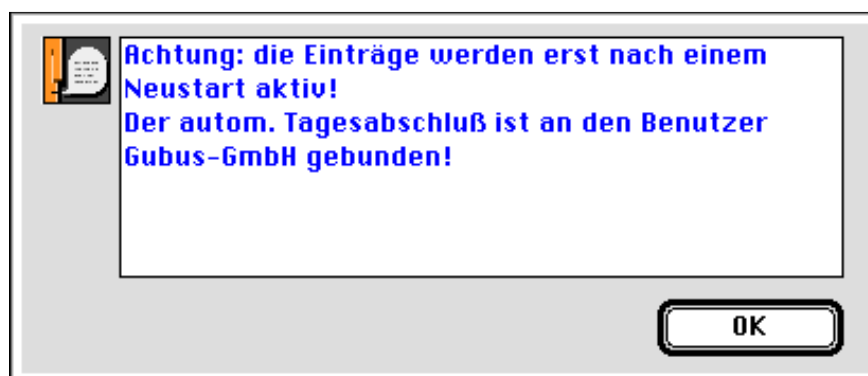 Achtung: die Einträge werden erst nach einem
Neustart aktiv!
Der autom. Tagesabschluß ist an den Benutzer
Gubus-GmbH gebunden!
OK